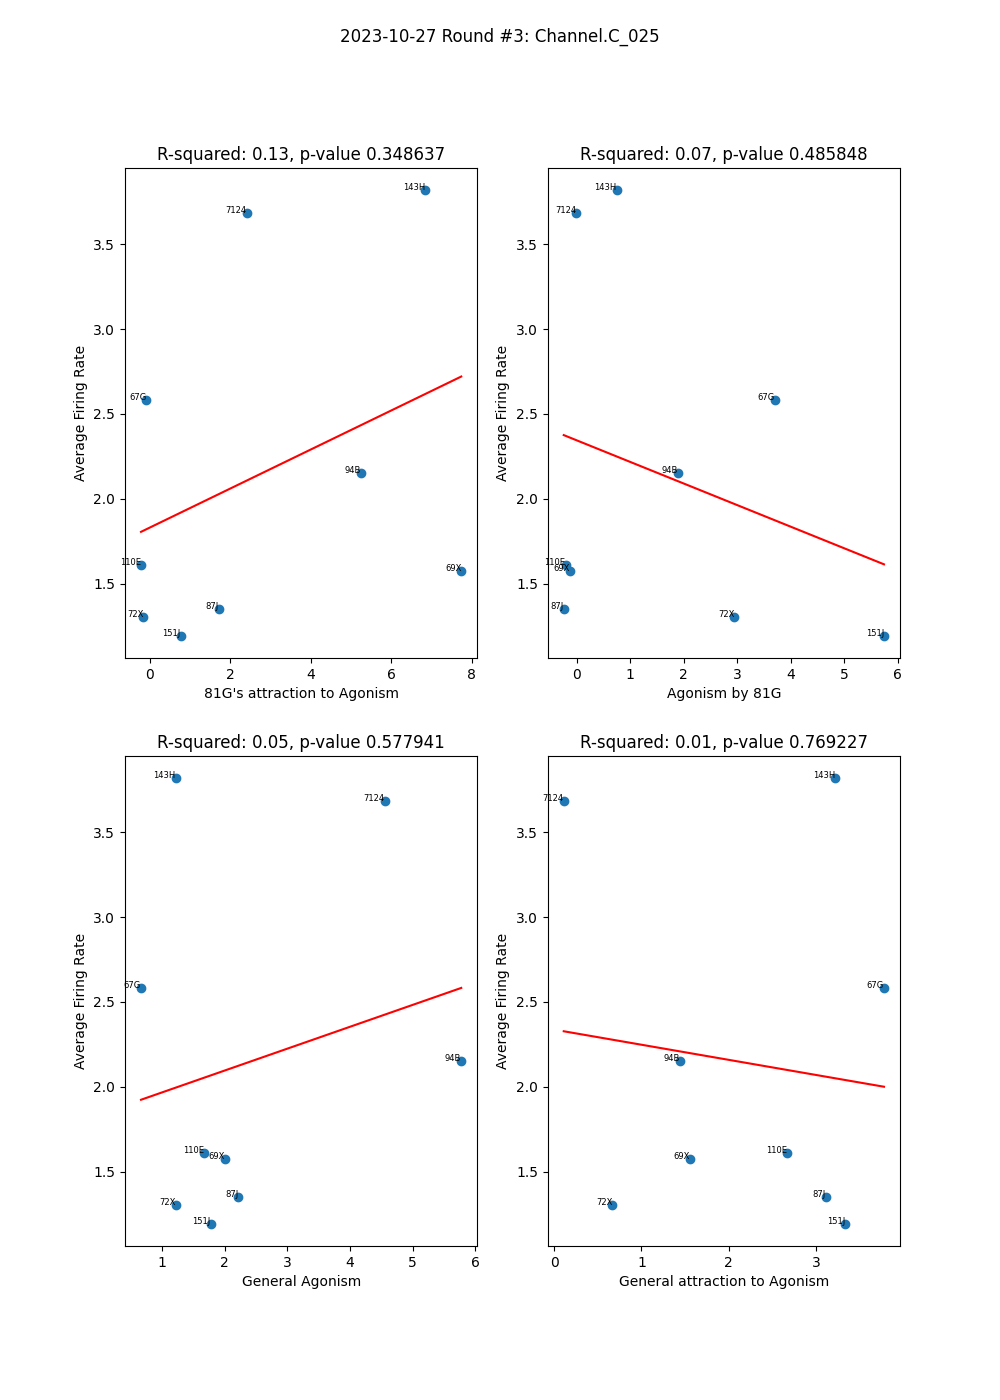 2023-10-27 Round #3: Channel.C_025
R-squared: 0.13, p-value 0.348637
143H
7124
3.5
3.0
67G
2.5
94B
2.0
110E
69X
1.5
87J
72X
151J
0 2 4 6 8
81G's attraction to Agonism
Average Firing Rate
R-squared: 0.07, p-value 0.485848
143H
7124
3.5
3.0
67G
2.5
94B
2.0
110E
69X
1.5
87J
72X
151J
0 1 2 3 4 5 6
Agonism by 81G
Average Firing Rate
R-squared: 0.05, p-value 0.577941
143H
7124
3.5
3.0
67G
2.5
94B
2.0
110E
69X
1.5
87J
72X
151J
1 2 3 4 5 6
General Agonism
Average Firing Rate
R-squared: 0.01, p-value 0.769227
143H
7124
3.5
3.0
67G
2.5
94B
2.0
110E
69X
1.5
87J
72X
151J
0 1 2 3
General attraction to Agonism
Average Firing Rate